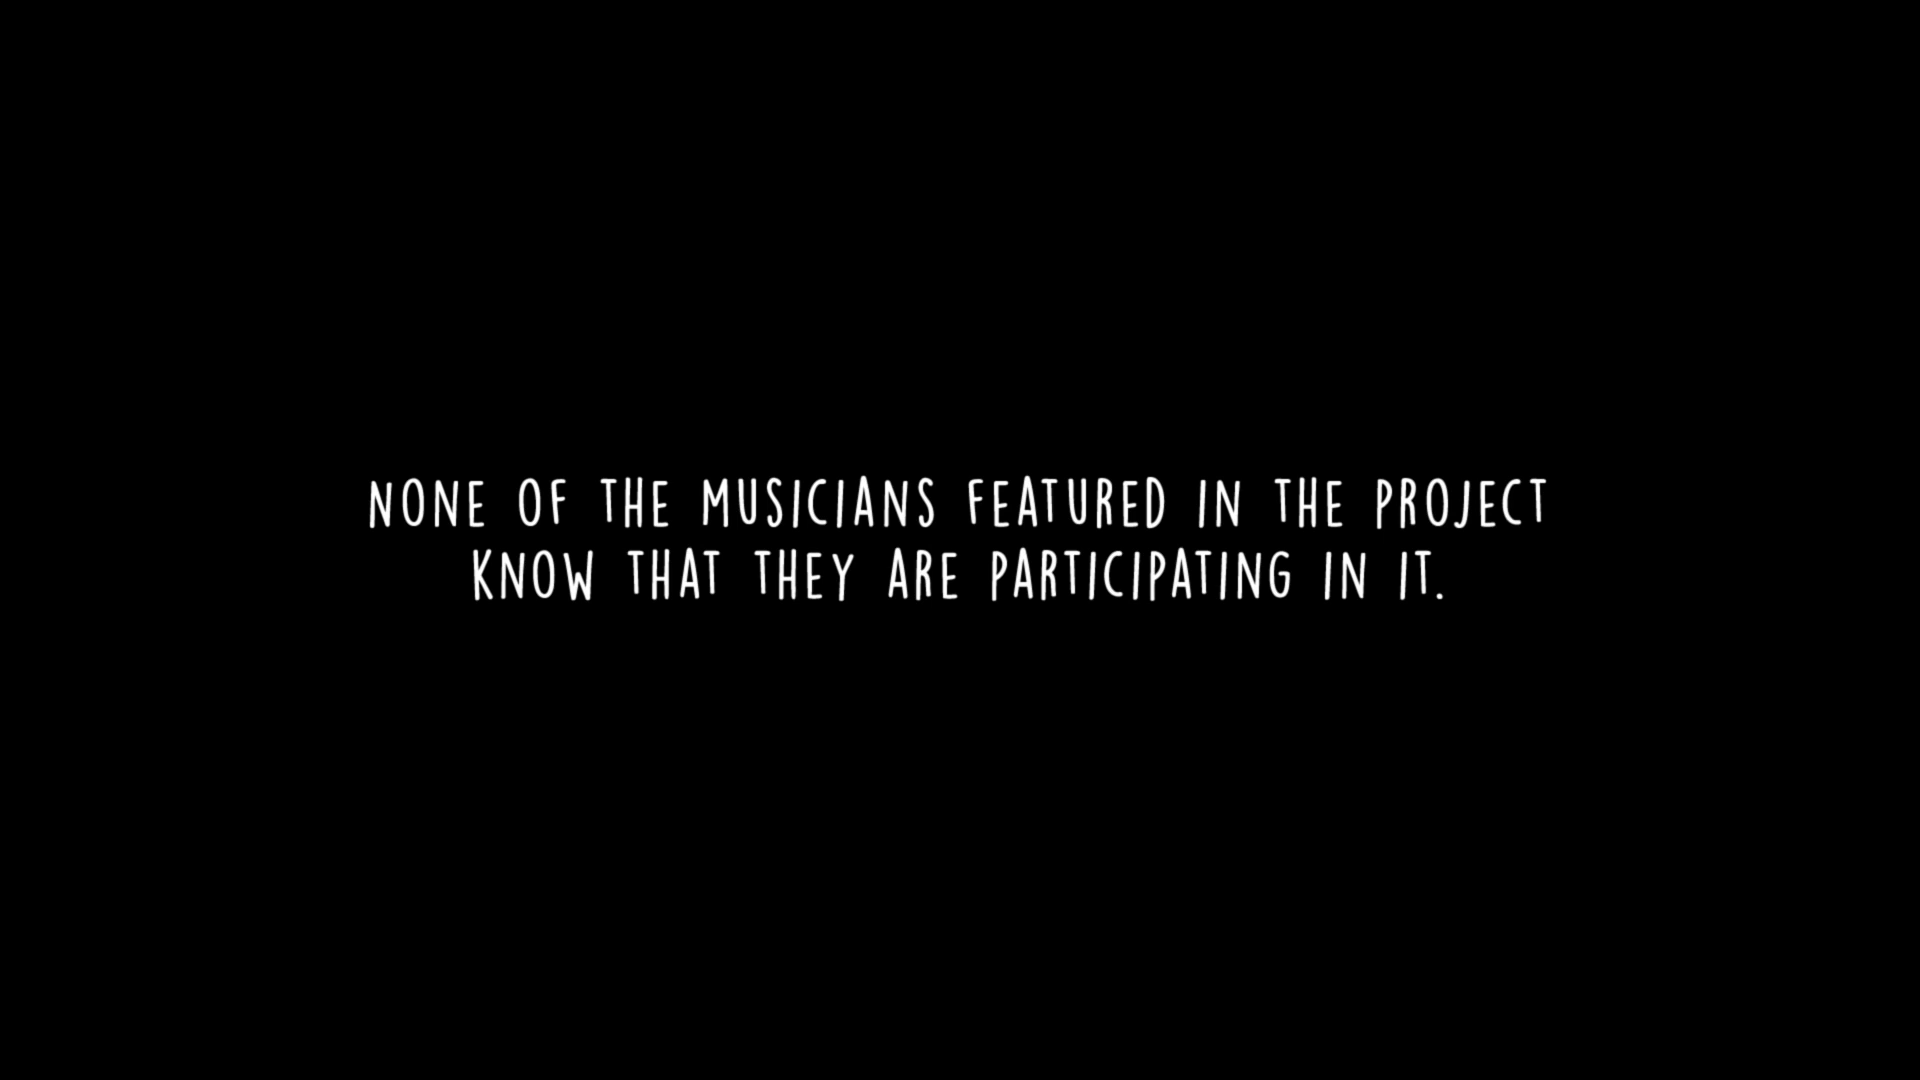 NONE OF THE MUSICIANS FEATURED IN THE PROJECT
KNOW THAT THEY ARE PARTICIPATING IN IT.